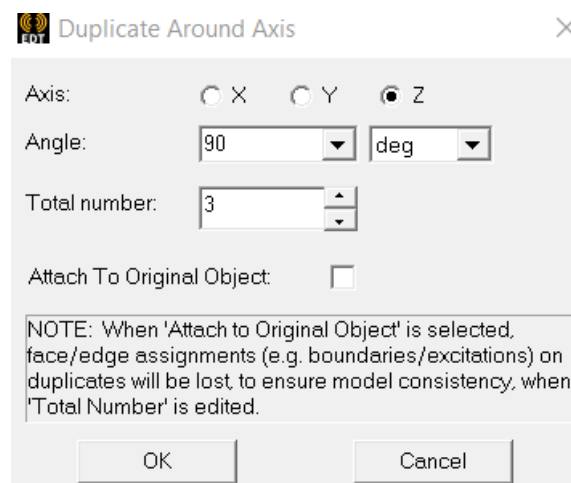 EDT Duplicate Around Axis
Axis: X Y Z
Angle: 90 deg
Total number: 3
Attach To Original Object:
NOTE: When 'Attach to Original Object' is selected,
face/edge assignments (e.g. boundaries/excitations) on
duplicates will be lost, to ensure model consistency, when
'Total Number' is edited.
OK Cancel